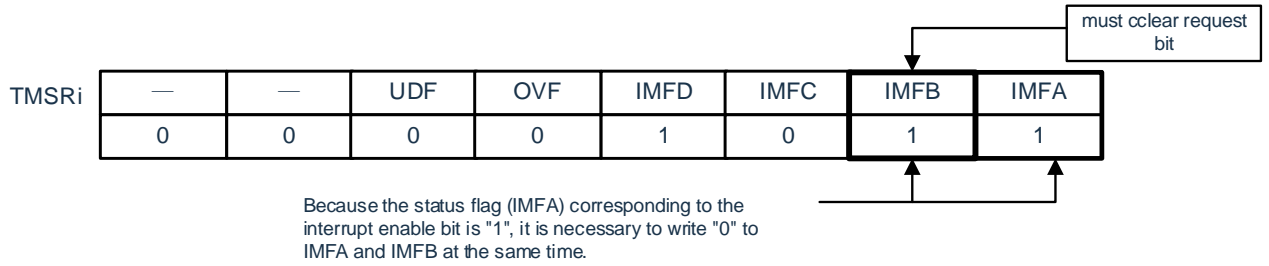 must cclear request
bit
TMSRi — — UDF OVF IMFD IMFC IMFB IMFA
0 0 0 0 1 0 1 1
Because the status flag (IMFA) corresponding to the
interrupt enable bit is "1", it is necessary to write "0" to
IMFA and IMFB at the same time.